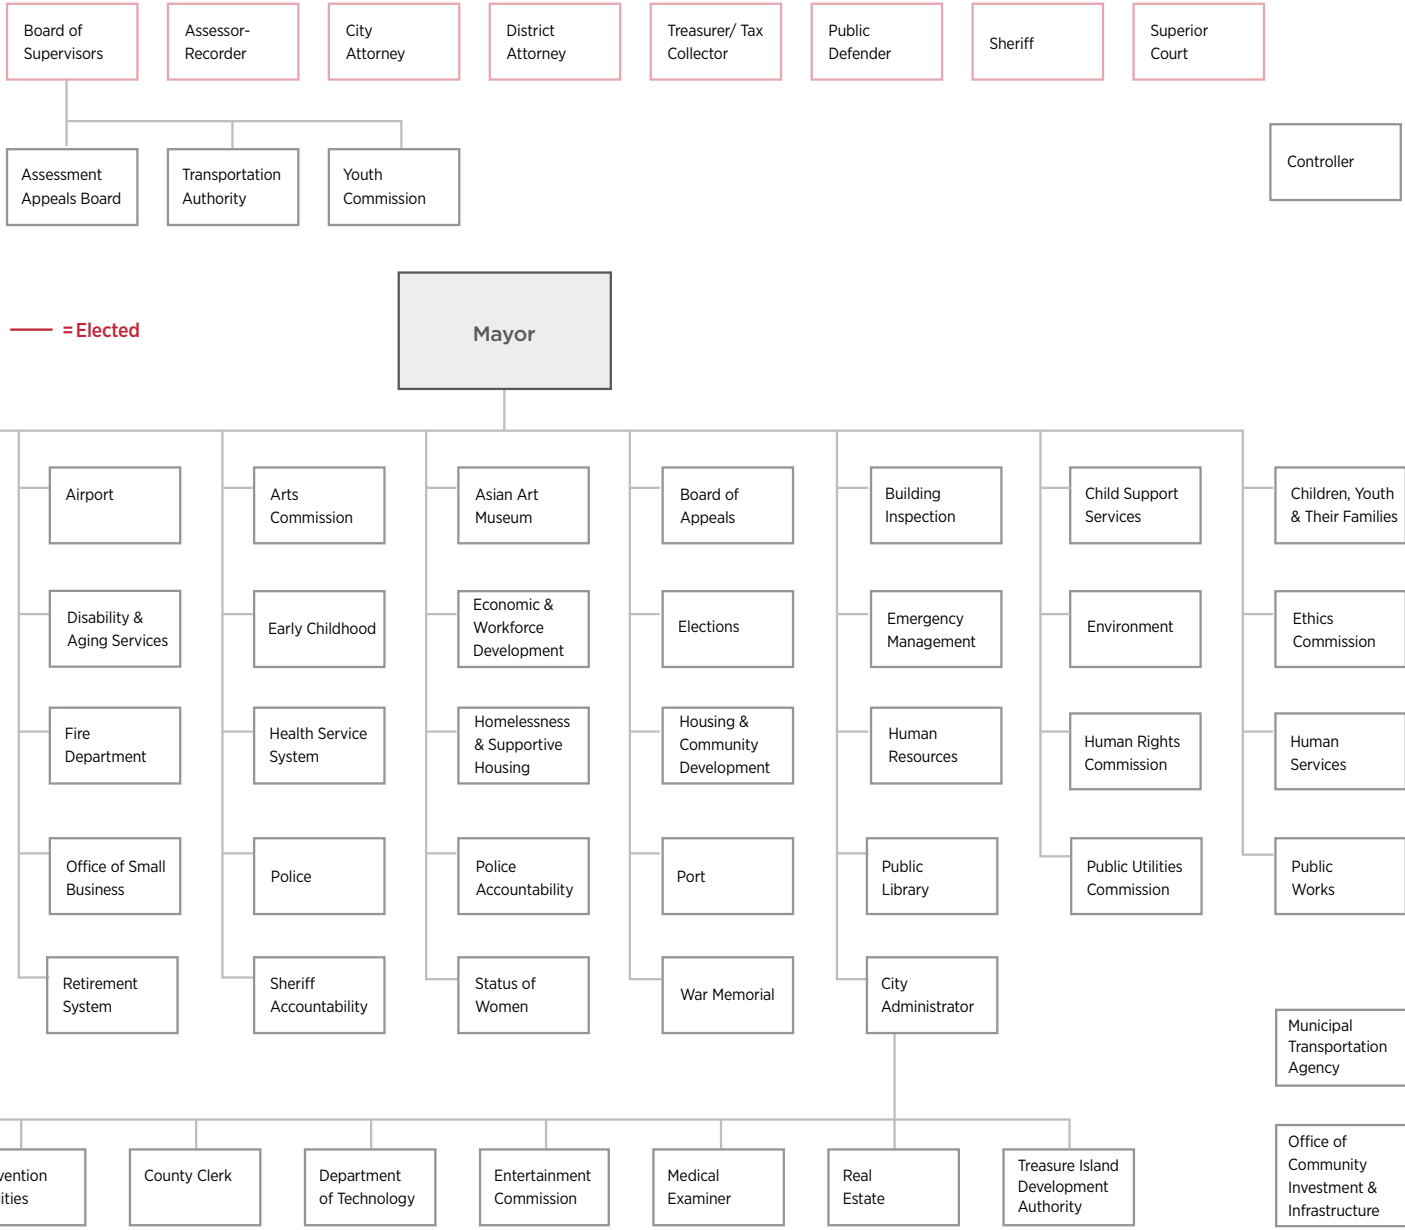 Board of
Supervisors
Assessor-
Recorder
City
Attorney
District
Attorney
Treasurer/ Tax
Collector
Public
Defender
Sheriff
Superior
Court
Controller
Assessment
Appeals Board
Transportation
Authority
Youth
Commission
Mayor
= Elected
Airport
Arts
Commission
Asian Art
Museum
Board of
Appeals
Building
Inspection
Child Support
Services
Children, Youth
& Their Families
Disability &
Aging Services
Early Childhood
Economic &
Workforce
Development
Elections
Emergency
Management
Environment
Ethics
Commission
Fire
Department
Health Service
System
Homelessness
& Supportive
Housing
Housing &
Community
Development
Human
Resources
Human Rights
Commission
Human
Services
Office of Small
Business
Police
Police
Accountability
Port
Public
Library
Public Utilities
Commission
Public
Works
Retirement
System
Sheriff
Accountability
Status of
Women
War Memorial
City
Administrator
Municipal
Transportation
Agency
vention
lities
County Clerk
Department
of Technology
Entertainment
Commission
Medical
Examiner
Real
Estate
Treasure Island
Development
Authority
Office of
Community
Investment &
Infrastructure